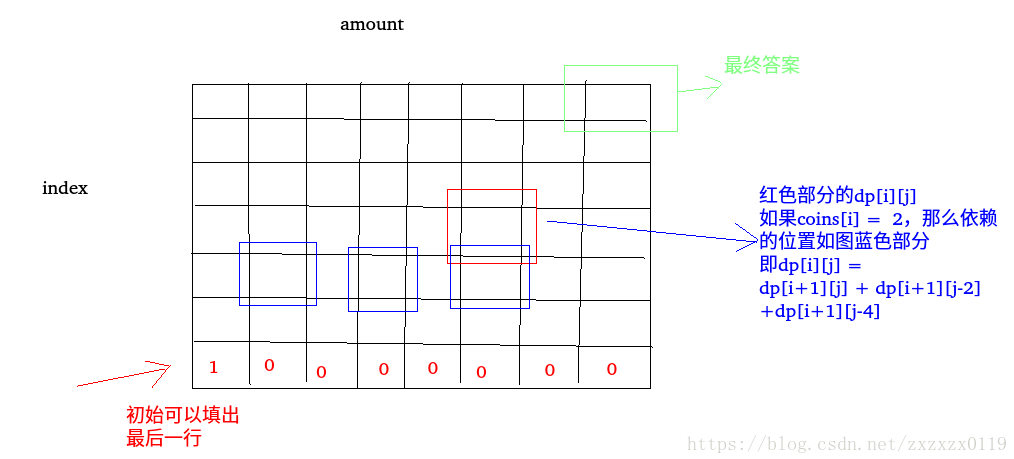 amount
最终答案
index
红色部分的dp[i][j]
如果coins[i] = 2，那么依赖
的位置如图蓝色部分
即dp[i][j] =
dp[i+1][j] + dp[i+1][j-2]
+dp[i+1][j-4]
1 0 0 0 0 0 0 0
初始可以填出
最后一行
https://blog.csdn.net/zxzxzx0119